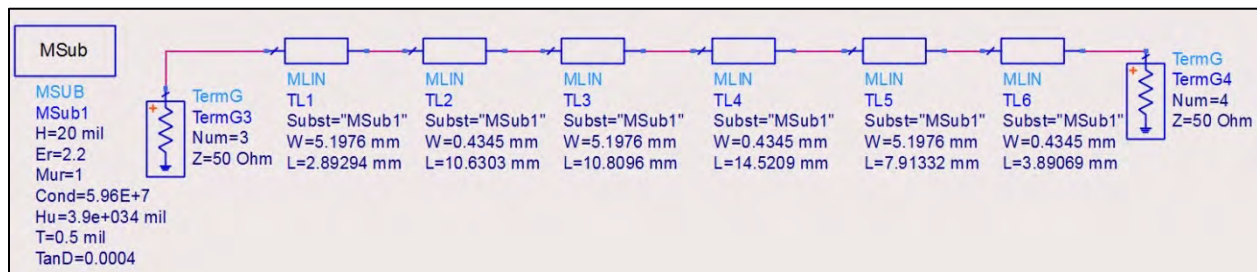 MSub
MSUB
MSub1
H=20 mil
Er=2.2
Mur=1
Cond=5.96E+7
Hu=3.9e+034 mil
T=0.5 mil
TanD=0.0004
+
TermG
TermG3
Num=3
Z=50 Ohm
MLIN
TL1
Subst="MSub1"
W=5.1976 mm
L=2.89294 mm
MLIN
TL2
Subst="MSub1"
W=0.4345 mm
L=10.6303 mm
MLIN
TL3
Subst="MSub1"
W=5.1976 mm
L=10.8096 mm
MLIN
TL4
Subst="MSub1"
W=0.4345 mm
L=14.5209 mm
MLIN
TL5
Subst="MSub1"
W=5.1976 mm
L=7.91332 mm
MLIN
TL6
Subst="MSub1"
W=0.4345 mm
L=3.89069 mm
+
TermG
TermG4
Num=4
Z=50 Ohm